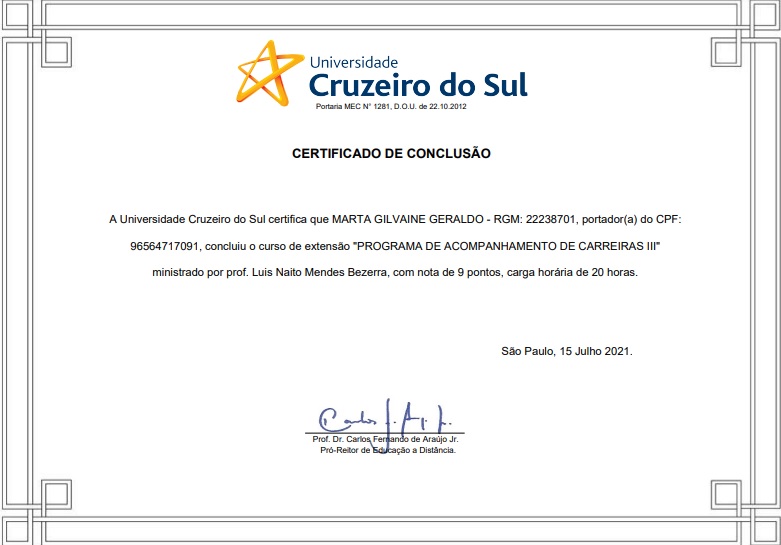 Universidade
Cruzeiro do Sul
Portaria MEC N° 1281, D.O.U. de 22.10.2012
CERTIFICADO DE CONCLUSÃO
A Universidade Cruzeiro do Sul certifica que MARTA GILVAINE GERALDO - RGM: 22238701, portador(a) do CPF:
96564717091, concluiu o curso de extensão "PROGRAMA DE ACOMPANHAMENTO DE CARREIRAS III"
ministrado por prof. Luis Naito Mendes Bezerra, com nota de 9 pontos, carga horária de 20 horas.
São Paulo, 15 Julho 2021.
Prof. Dr. Carlos Fernando de Araújo Jr.
Pró-Reitor de Educação a Distância.